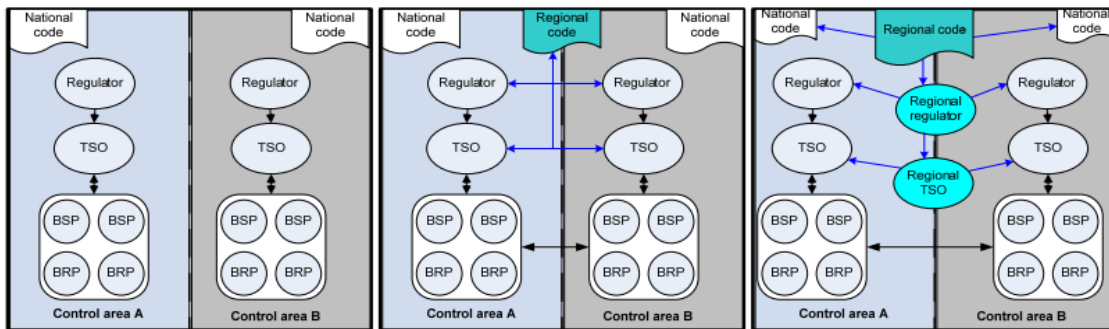 National
code
National
code
Regulator
Regulator
TSO
TSO
BSP BSP
BSP BSP
BRP BRP
BRP BRP
Control area A
Control area B
National
code
Regional
code
National
code
Regulator
Regulator
TSO
TSO
BSP BSP
BSP BSP
BRP BRP
BRP BRP
Control area A
Control area B
National
code
Regional code
National
code
Regulator
Regional
regulator
Regulator
TSO
Regional
TSO
TSO
BSP BSP
BSP BSP
BRP BRP
BRP BRP
Control area A
Control area B